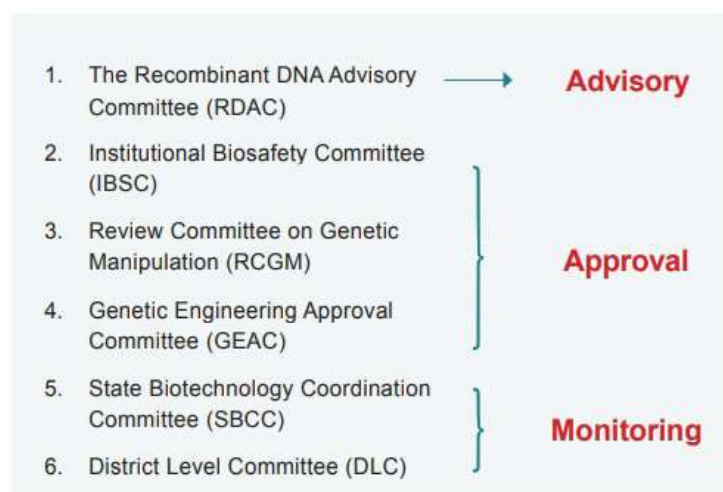 1. The Recombinant DNA Advisory
Committee (RDAC)
Advisory
2. Institutional Biosafety Committee
(IBSC)
3. Review Committee on Genetic
Manipulation (RCGM)
Approval
4. Genetic Engineering Approval
Committee (GEAC)
5. State Biotechnology Coordination
Committee (SBCC)
Monitoring
6. District Level Committee (DLC)